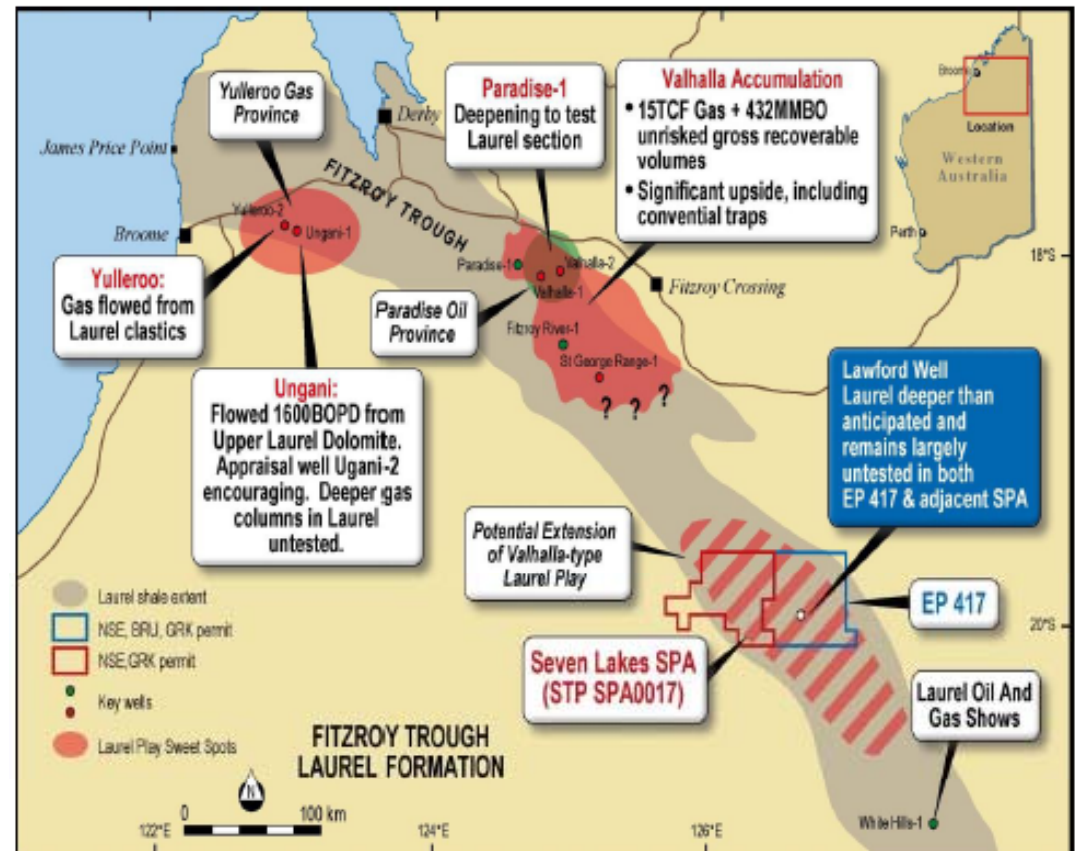 Yulleroo Gas
Province
Derby
James Price Point
Paradise-1
Deepening to test
Laurel section
Valhalla Accumulation
• 15TCF Gas + 432MMBO
unrisked gross recoverable
volumes
• Significant upside, including
convential traps
Broome
Location
Western
Australia
Perth
FITZROY TROUGH
Yulleroo-2
Ungani-1
Broome
Paradise-1
Valhalla-2
Valhalla-1
18°S
Fitzroy Crossing
Yulleroo:
Gas flowed from
Laurel clastics
Paradise Oil
Province
Fitzroy River-1
St George Range-1
? ? ?
Ungani:
Flowed 1600BOPD from
Upper Laurel Dolomite.
Appraisal well Ugani-2
encouraging. Deeper gas
columns in Laurel
untested.
Lawford Well
Laurel deeper than
anticipated and
remains largely
untested in both
EP 417 & adjacent SPA
Potential Extension
of Valhalla-type
Laurel Play
EP 417
20°S
Seven Lakes SPA
(STP SPA0017)
Laurel Oil And
Gas Shows
White Hills-1
Laurel shale extent
NSE, BRU, GRK permit
NSE,GRK permit
Key wells
Laurel Play Sweet Spots
FITZROY TROUGH
LAUREL FORMATION
N
0 100 km
122°E 124°E 126°E